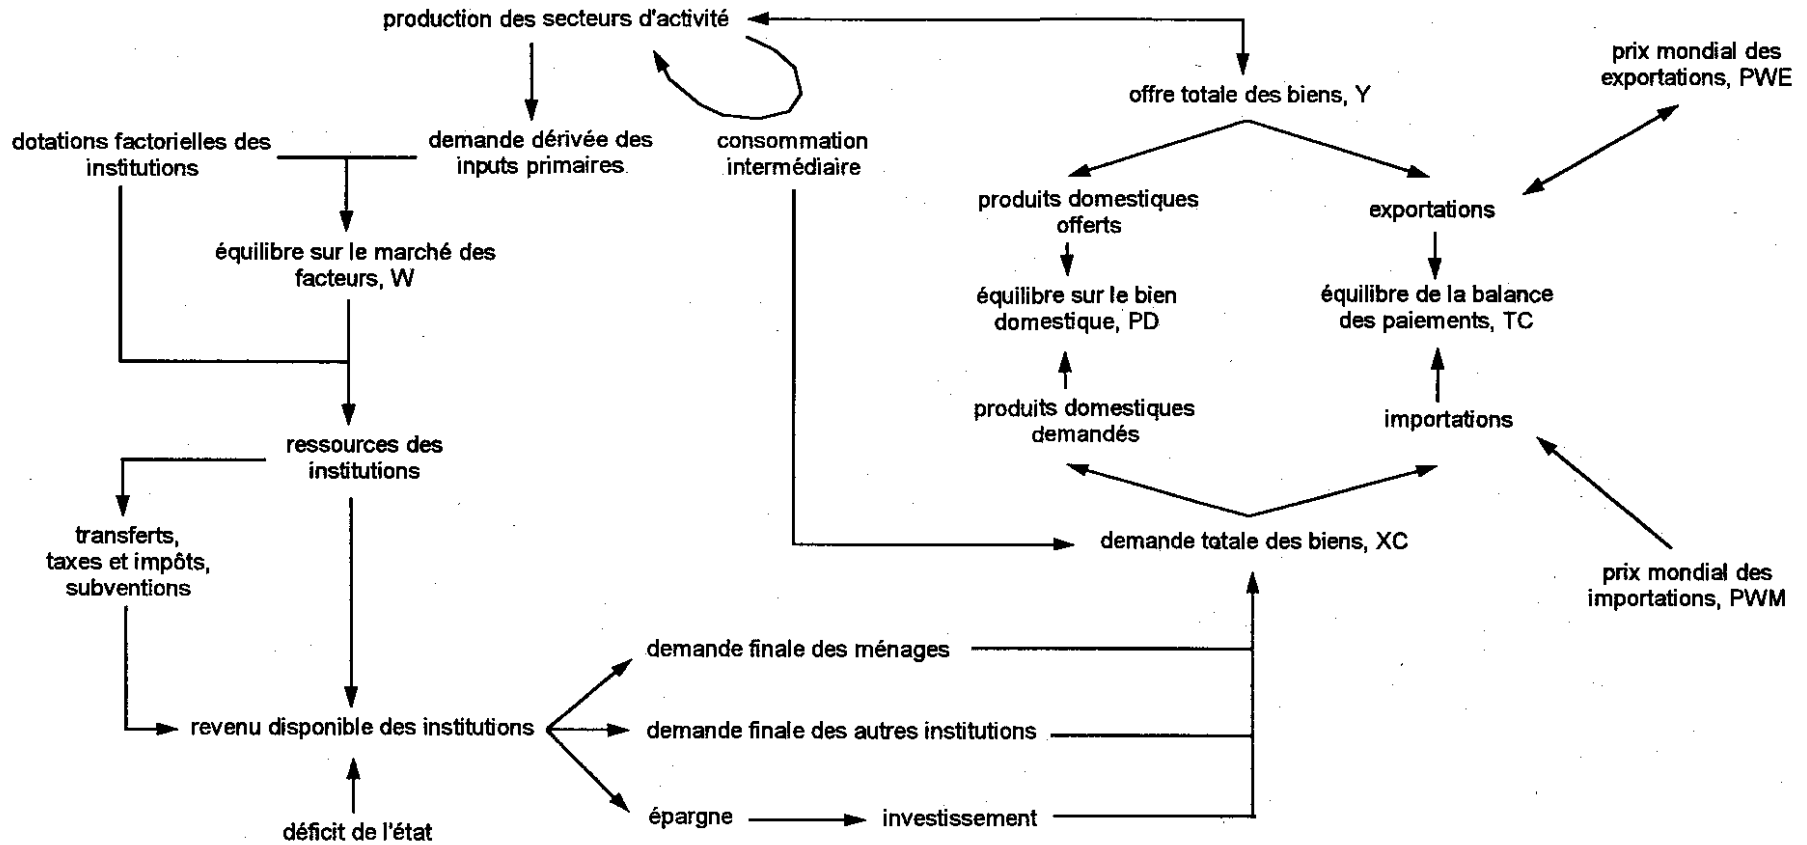 production des secteurs d'activité
prix mondial des
exportations, PWE
offre totale des biens, Y
dotations factorielles des
institutions
demande dérivée des
inputs primaires.
consommation
intermédiaire
produits domestiques
offerts
exportations
équilibre sur le marché des
facteurs, W
équilibre sur le bien
domestique, PD
équilibre de la balance
des paiements, TC
produits domestiques
demandés
importations
ressources des
institutions
transferts,
taxes et impôts,
subventions
demande totale des biens, XC
prix mondial des
importations, PWM
demande finale des ménages
revenu disponible des institutions
demande finale des autres institutions
épargne
investissement
déficit de l'état